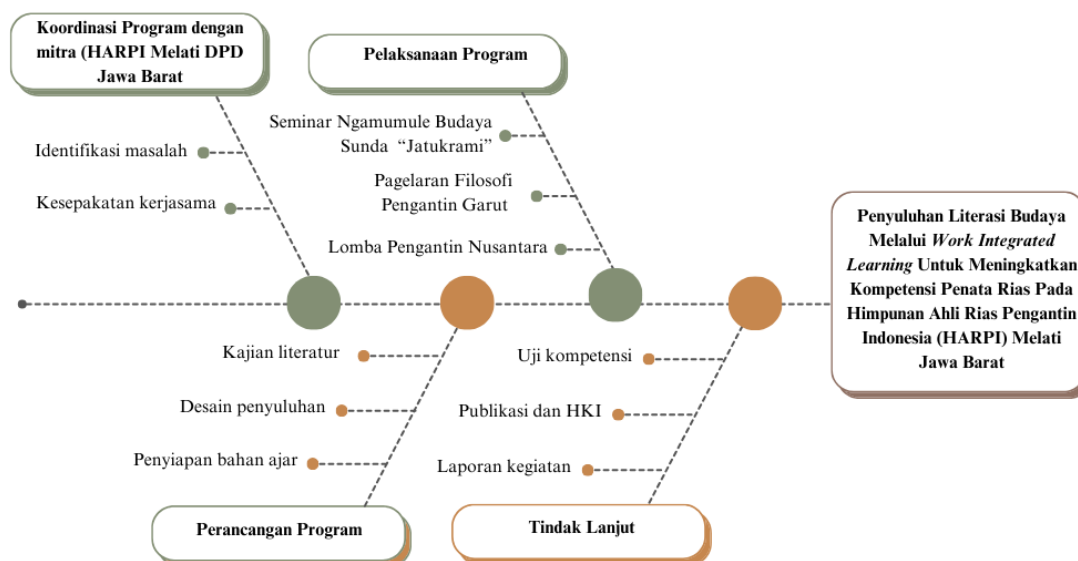 Koordinasi Program dengan
mitra (HARPI Melati DPD
Jawa Barat
Identifikasi masalah
Kesepakatan kerjasama
Pelaksanaan Program
Seminar Ngamumule Budaya
Sunda “Jatukrami”
Pagelaran Filosofi
Pengantin Garut
Lomba Pengantin Nusantara
Kajian literatur
Desain penyuluhan
Penyiapan bahan ajar
Perancangan Program
Uji kompetensi
Publikasi dan HKI
Laporan kegiatan
Tindak Lanjut
Penyuluhan Literasi Budaya
Melalui Work Integrated
Learning Untuk Meningkatkan
Kompetensi Penata Rias Pada
Himpunan Ahli Rias Pengantin
Indonesia (HARPI) Melati
Jawa Barat